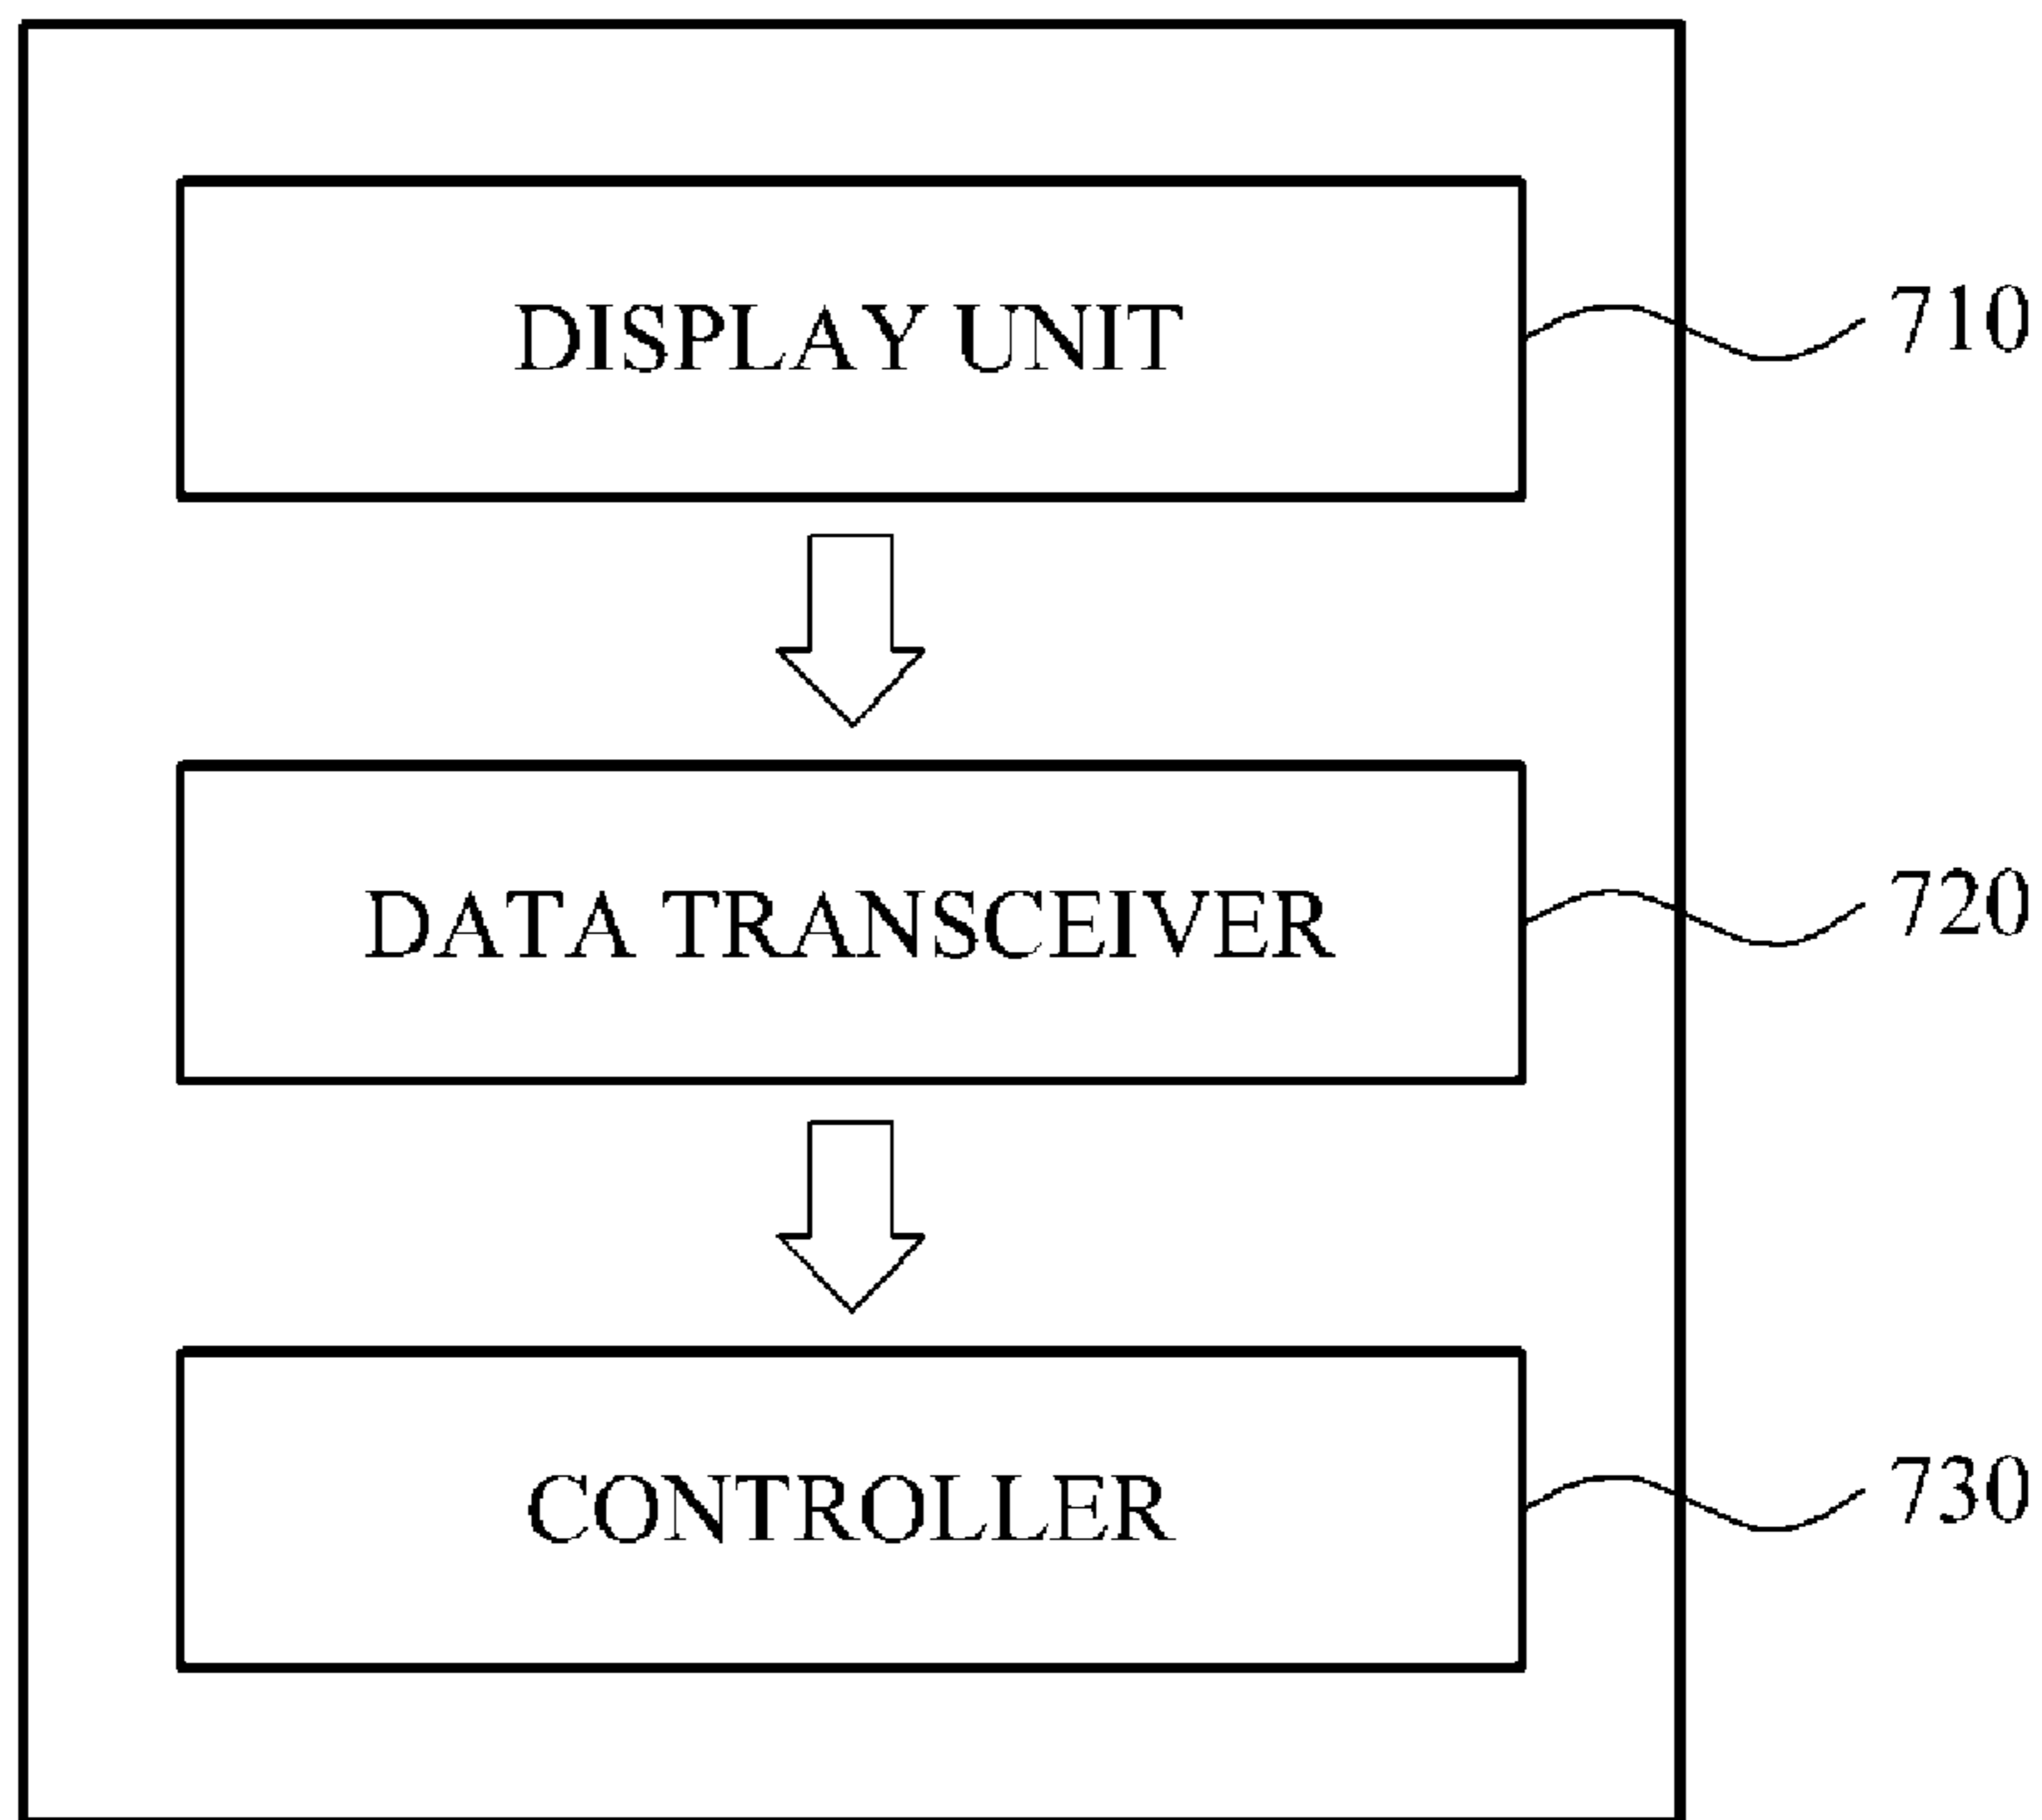 DISPLAY UNIT
710
DATA TRANSCEIVER
720
CONTROLLER
730